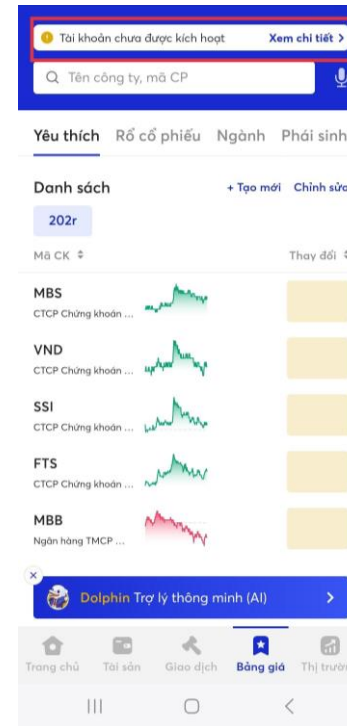 Tài khoản chưa được kích hoạt Xem chi tiết >
Tên công ty, mã CP
Yêu thích Rổ cổ phiếu Ngành Phái sinh
Danh sách + Tạo mới Chỉnh sửa
202r
Mã CK Thay đổi
MBS
CTCP Chứng khoán ...
VND
CTCP Chứng khoán ...
SSI
CTCP Chứng khoán ...
FTS
CTCP Chứng khoán ...
MBB
Ngân hàng TMCP ...
Dolphin Trợ lý thông minh (AI)
Trang chủ Tài sản Giao dịch Bảng giá Thị trườn